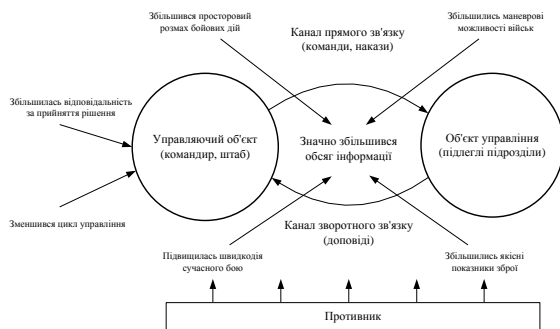 Збільшився просторовий
розмах бойових дій
Канал прямого зв'язку
(команди, накази)
Збільшились маневрові
можливості військ
Збільшилась відповідальність
за прийняття рішення
Управляючий об'єкт
(командир, штаб)
Значно збільшився
обсяг інформації
Об'єкт управління
(підлеглі підрозділи)
Зменшився цикл управління
Канал зворотного зв'язку
(доповіді)
Підвищилась швидкодія
сучасного бою
Збільшились якісні
показники зброї
Противник